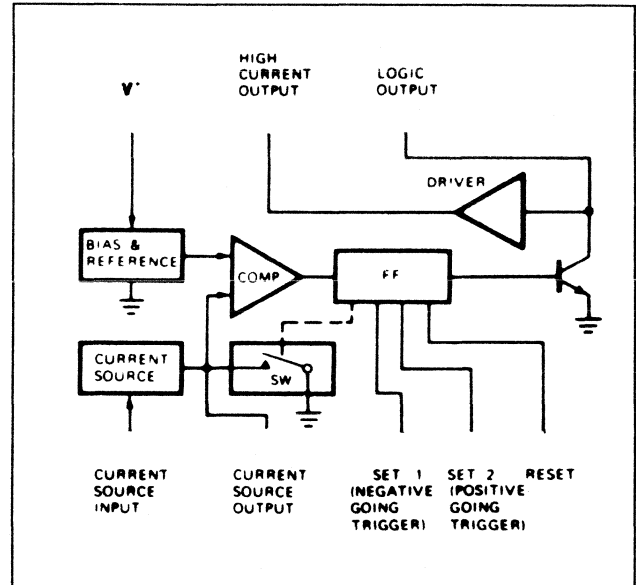 HIGH
CURRENT
OUTPUT
LOGIC
OUTPUT
V+
DRIVER
BIAS &
REFERENCE
COMP
FF
CURRENT
SOURCE
SW
CURRENT
SOURCE
INPUT
CURRENT
SOURCE
OUTPUT
SET 1
(NEGATIVE
GOING
TRIGGER)
SET 2
(POSITIVE
GOING
TRIGGER)
RESET